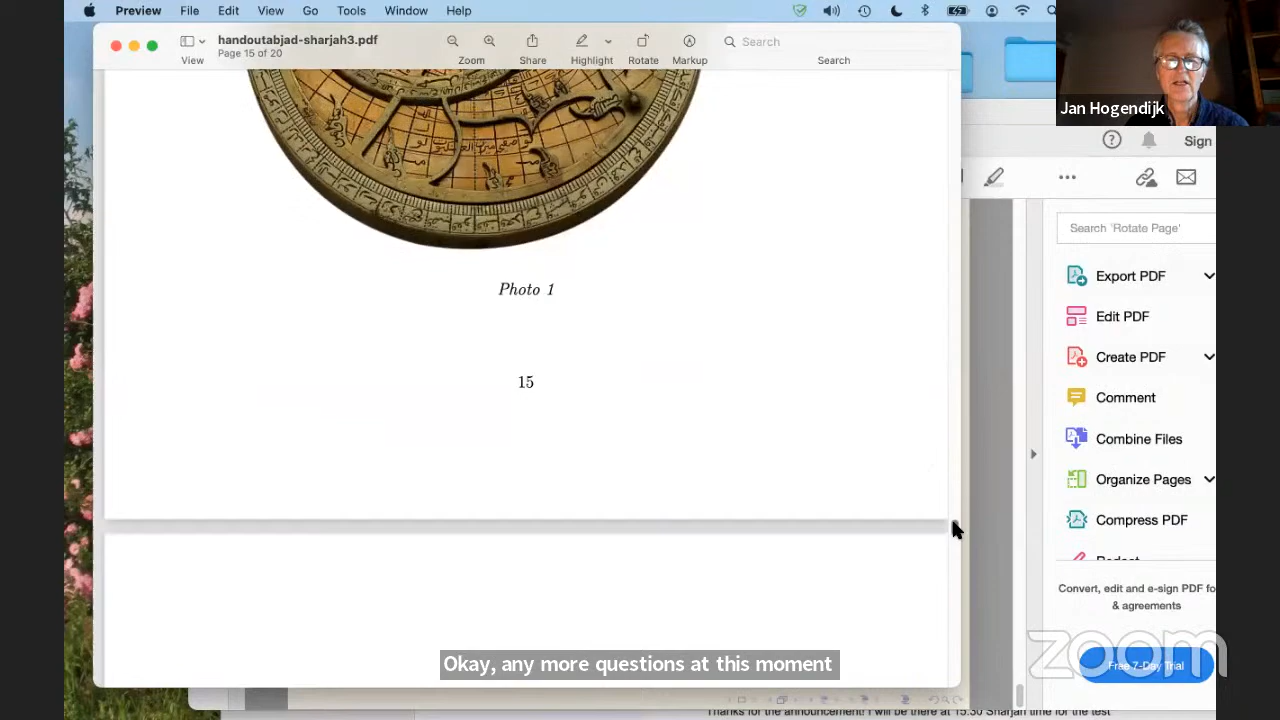 Preview File Edit View Go Tools Window Help
handoutabjad-sharjah3.pdf
Page 15 of 20
View
Zoom
Share
Highlight
Rotate
Markup
Search
Search
Jan Hogendijk
Sign
Search 'Rotate Page'
Export PDF
Edit PDF
Create PDF
Comment
Combine Files
Organize Pages
Compress PDF
Convert, edit and e-sign PDF fo
& agreements
Free 7-Day Trial
zoom
Photo 1
15
Okay, any more questions at this moment
Thanks for the announcement! I will be there at 15:30 Sharjah time for the test